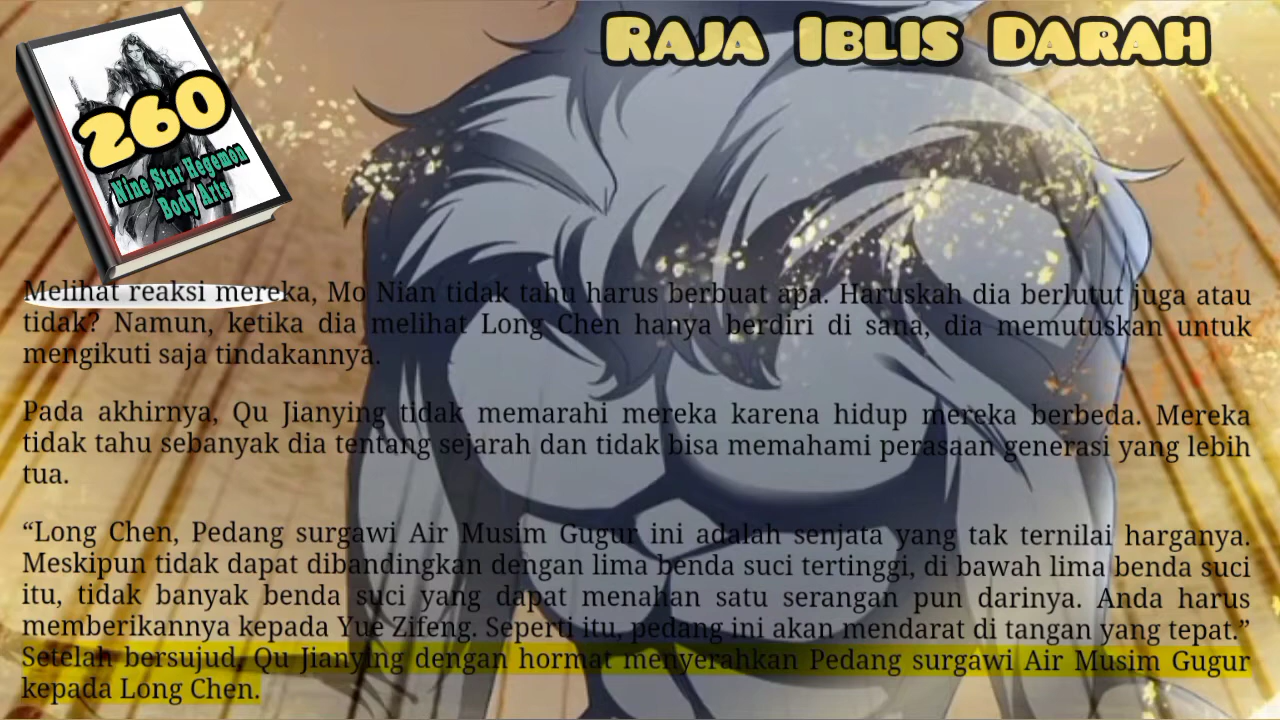 Raja Iblis Darah
260
Nine Star Hegemon
Body Arts
Melihat reaksi mereka, Mo Nian tidak tahu harus berbuat apa. Haruskah dia berlutut juga atau
tidak? Namun, ketika dia melihat Long Chen hanya berdiri di sana, dia memutuskan untuk
mengikuti saja tindakannya.
Pada akhirnya, Qu Jianying tidak memarahi mereka karena hidup mereka berbeda. Mereka
tidak tahu sebanyak dia tentang sejarah dan tidak bisa memahami perasaan generasi yang lebih
tua.
“Long Chen, Pedang surgawi Air Musim Gugur ini adalah senjata yang tak ternilai harganya.
Meskipun tidak dapat dibandingkan dengan lima benda suci tertinggi, di bawah lima benda suci
itu, tidak banyak benda suci yang dapat menahan satu serangan pun darinya. Anda harus
memberikannya kepada Yue Zifeng. Seperti itu, pedang ini akan mendarat di tangan yang tepat.”
Setelah bersujud, Qu Jianying dengan hormat menyerahkan Pedang surgawi Air Musim Gugur
kepada Long Chen.